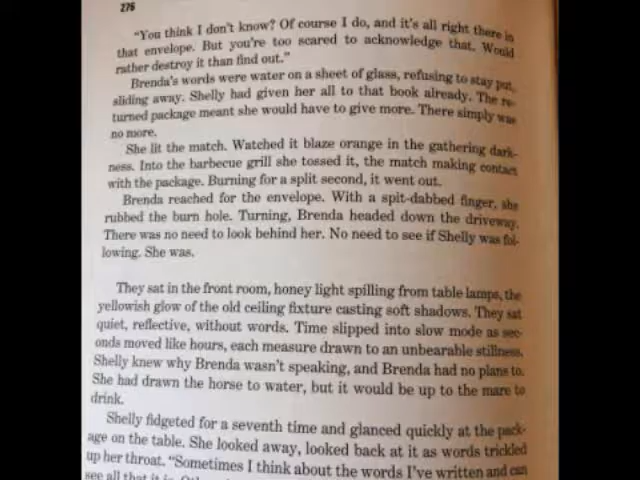 276
"You think I don't know? Of course I do, and it's all right there in
that envelope. But you're too scared to acknowledge that. Would
rather destroy it than find out."
Brenda's words were water on a sheet of glass, refusing to stay put,
sliding away. Shelly had given her all to that book already. The re-
turned package meant she would have to give more. There simply was
no more.
She lit the match. Watched it blaze orange in the gathering dark-
ness. Into the barbecue grill she tossed it, the match making contact
with the package. Burning for a split second, it went out.
Brenda reached for the envelope. With a spit-dabbed finger, she
rubbed the burn hole. Turning, Brenda headed down the driveway.
There was no need to look behind her. No need to see if Shelly was fol-
lowing. She was.
They sat in the front room, honey light spilling from table lamps, the
yellowish glow of the old ceiling fixture casting soft shadows. They sat
quiet, reflective, without words. Time slipped into slow mode as sec-
onds moved like hours, each measure drawn to an unbearable stillness.
Shelly knew why Brenda wasn't speaking, and Brenda had no plans to.
She had drawn the horse to water, but it would be up to the mare to
drink.
Shelly fidgeted for a seventh time and glanced quickly at the pack-
age on the table. She looked away, looked back at it as words trickled
up her throat. "Sometimes I think about the words I've written and can
see all that it is.